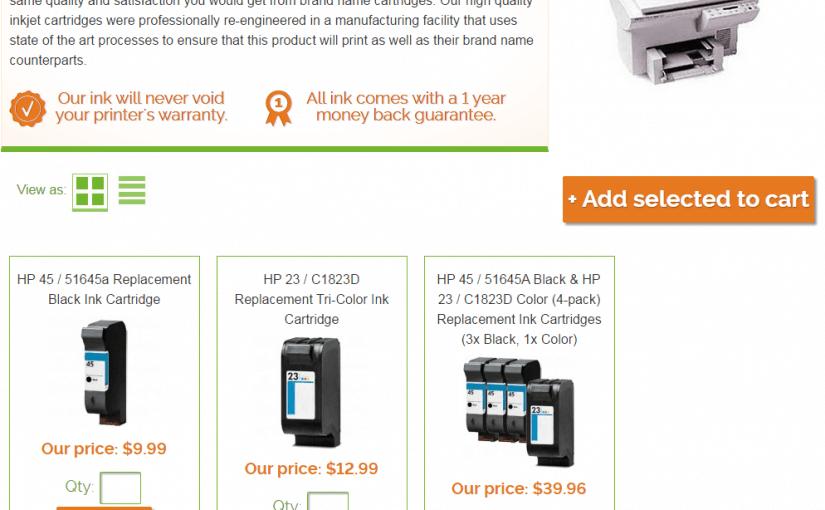 same quality and satisfaction you would get from brand name cartridges. Our high quality
inkjet cartridges were professionally re-engineered in a manufacturing facility that uses
state of the art processes to ensure that this product will print as well as their brand name
counterparts.
Our ink will never void
your printer's warranty.
1
All ink comes with a 1 year
money back guarantee.
View as:
+ Add selected to cart
HP 45 / 51645a Replacement
Black Ink Cartridge
45
Our price: $9.99
Qty:
HP 23 / C1823D
Replacement Tri-Color Ink
Cartridge
23
Our price: $12.99
Qty:
HP 45 / 51645A Black & HP
23 / C1823D Color (4-pack)
Replacement Ink Cartridges
(3x Black, 1x Color)
45 45 45
23
Our price: $39.96